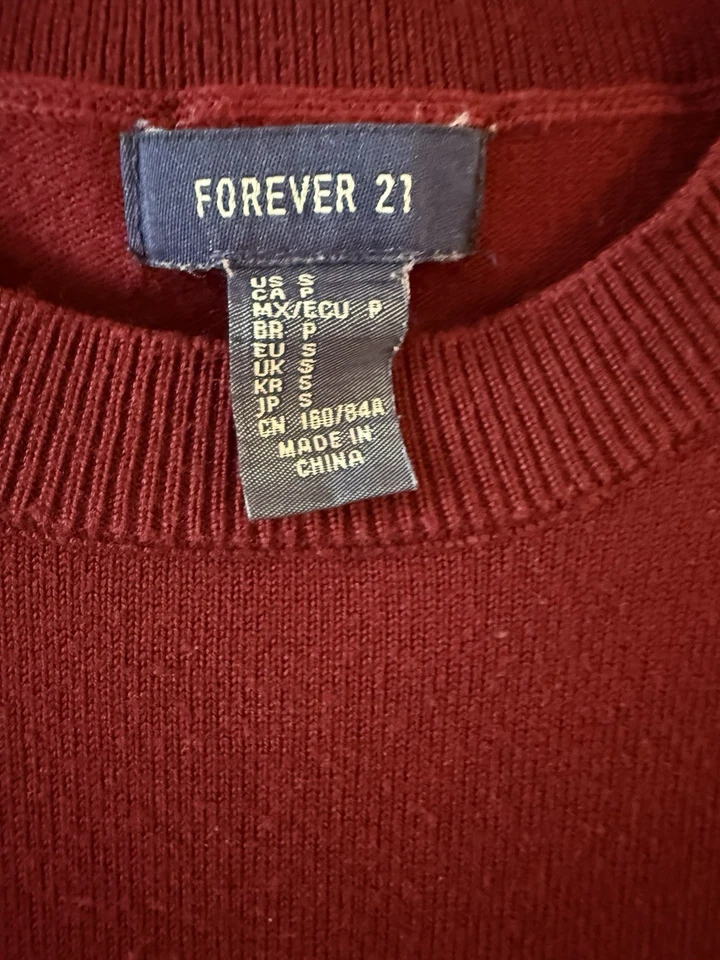 FOREVER 21
US S
CA P
MX/ECU P
BR P
EU S
UK S
KR S
JP S
CN 160/84A
MADE IN
CHINA